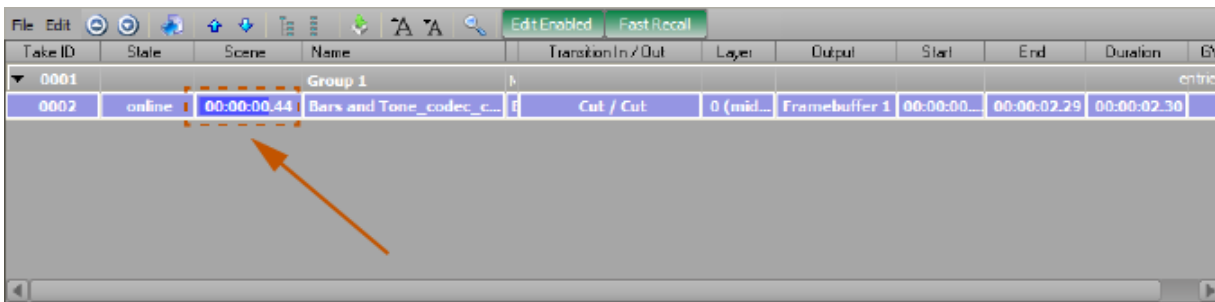 File Edit A A Edit Enabled Fast Recall
Take ID State Scene Name Transition In / Out Layer Output Start End Duration
0001 Group 1 entrie
0002 online 00:00:00.44 Bars and Tone_codec_c... Cut / Cut 0 (mid... Framebuffer 1 00:00:00.... 00:00:02.29 00:00:02.30